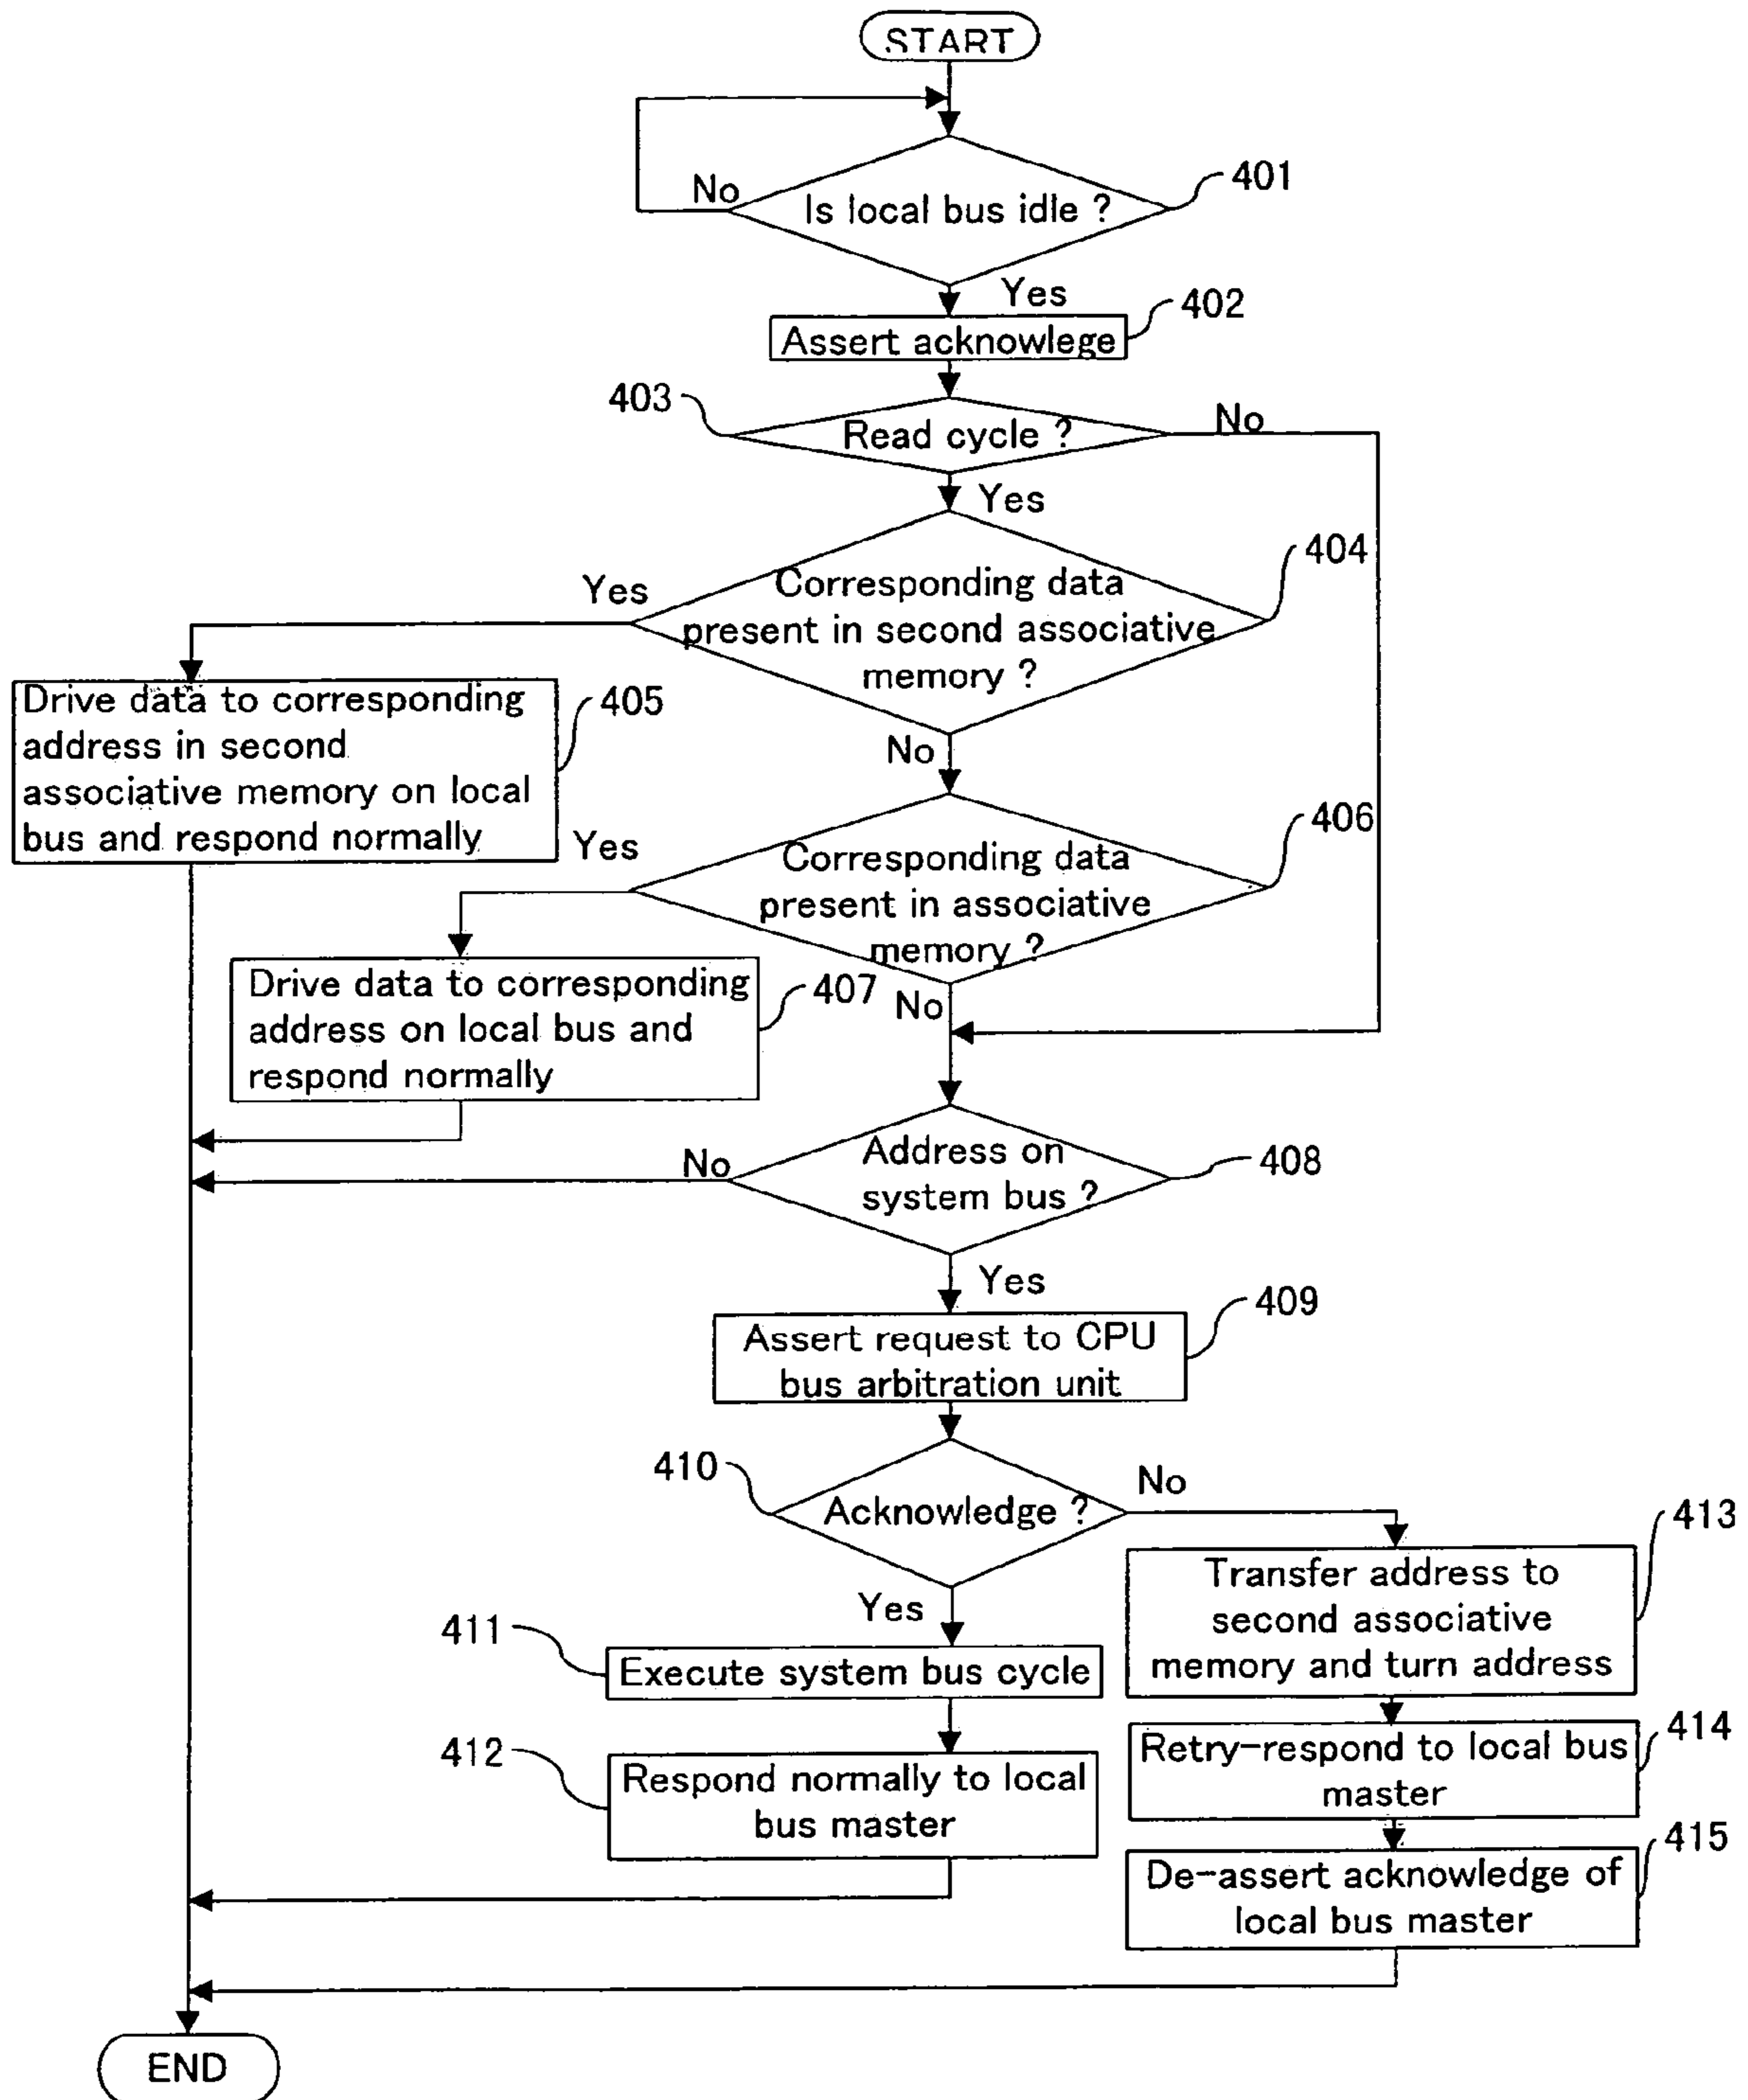 START
No
Is local bus idle ?
401
Yes
402
Assert acknowlege
403
Read cycle ?
No
Yes
404
Yes
Corresponding data
present in second associative
memory ?
Drive data to corresponding
address in second
associative memory on local
bus and respond normally
405
No
406
Yes
Corresponding data
present in associative
memory ?
Drive data to corresponding
address on local bus and
respond normally
407
No
No
Address on
system bus ?
408
Yes
409
Assert request to CPU
bus arbitration unit
410
Acknowledge ?
No
413
Transfer address to
second associative
memory and turn address
Yes
411
Execute system bus cycle
412
Respond normally to local
bus master
414
Retry-respond to local bus
master
415
De-assert acknowledge of
local bus master
END